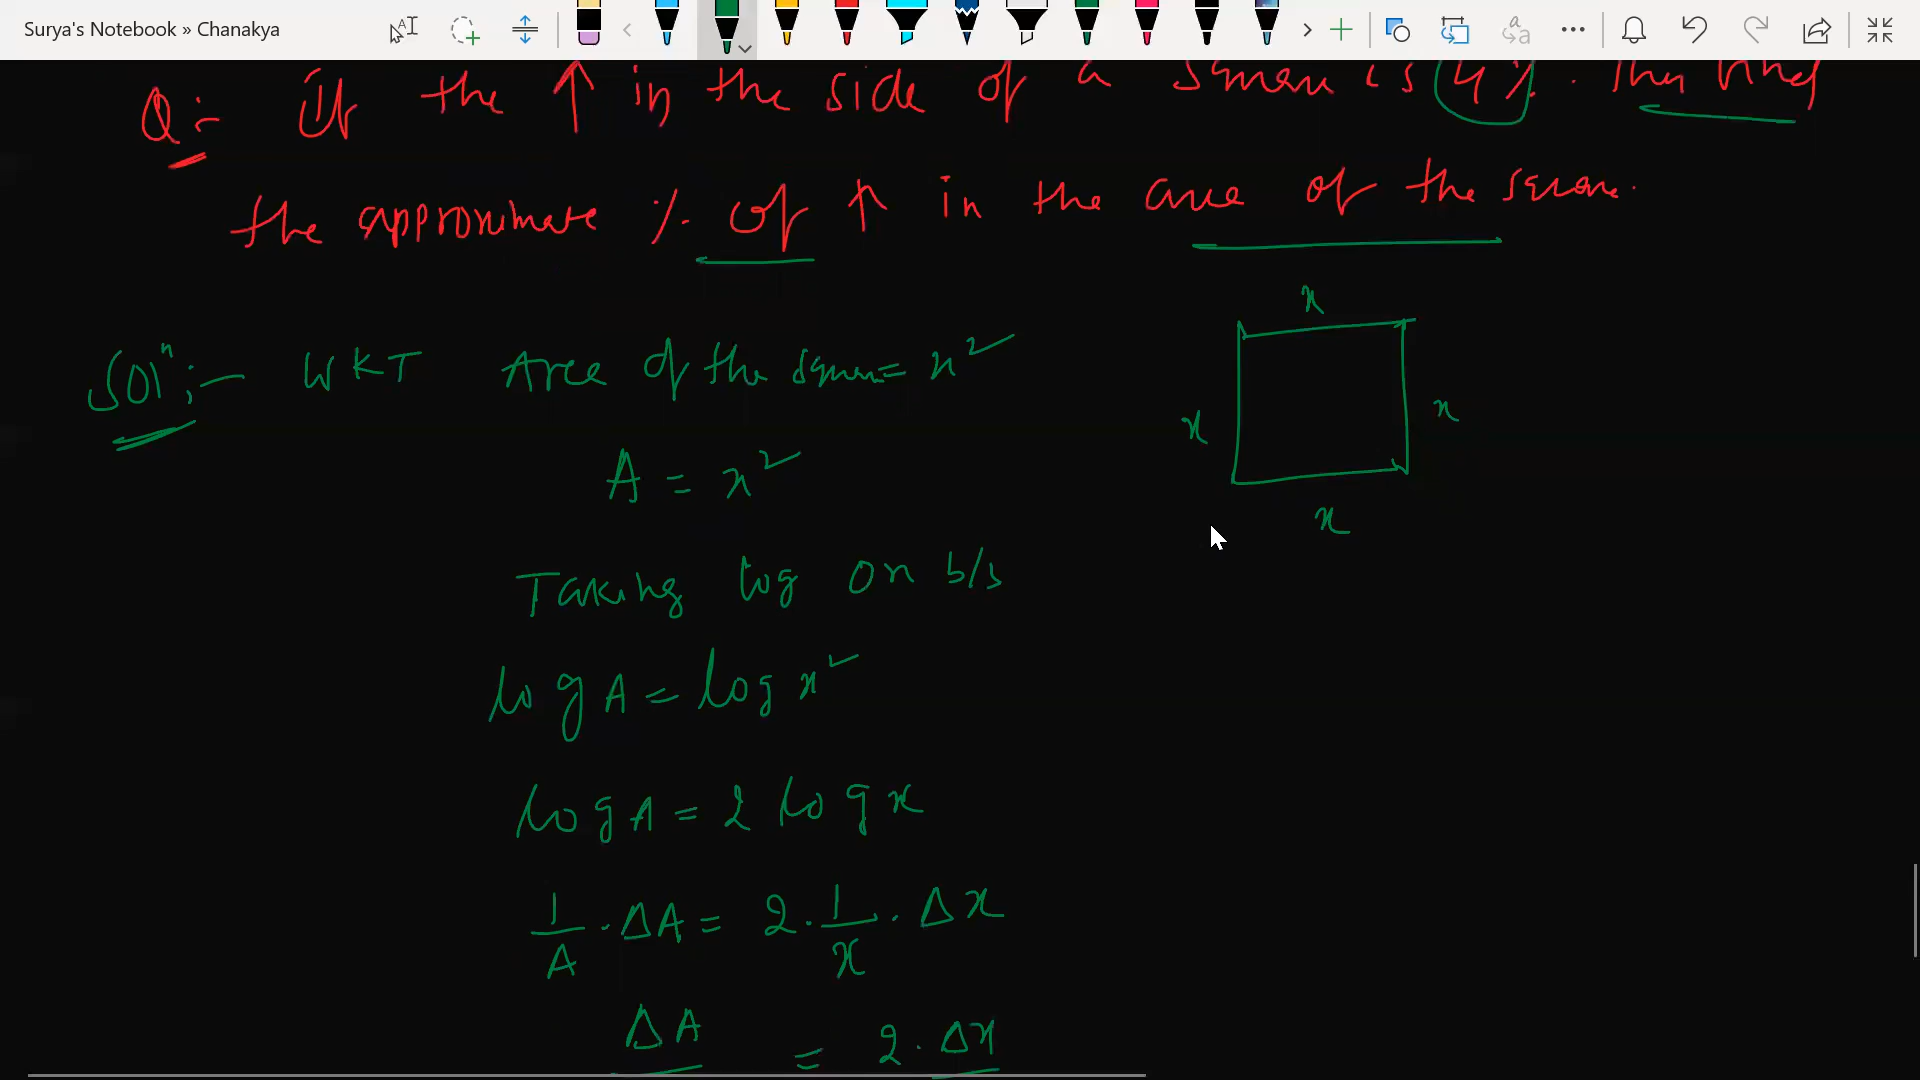 Surya's Notebook » Chanakya
Q:- If the ↑ in the side of a square is 4%. Then find
the approximate % of ↑ in the area of the square.
Solⁿ:- WKT Area of the square = x²
A = x²
Taking log on b/s
log A = log x²
log A = 2 log x
1/A · ΔA = 2 · 1/x · Δx
ΔA = 2 · Δx
x
x
x
x